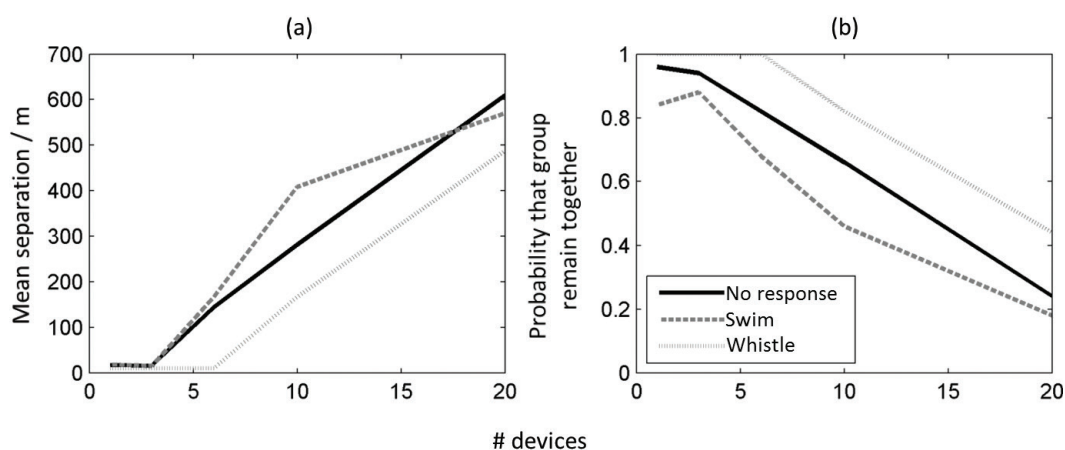 (a)
700
600
500
400
300
200
100
0
Mean separation / m
0
5
10
15
20
(b)
1
0.8
0.6
0.4
0.2
0
Probability that group
remain together
No response
Swim
Whistle
0
5
10
15
20
# devices